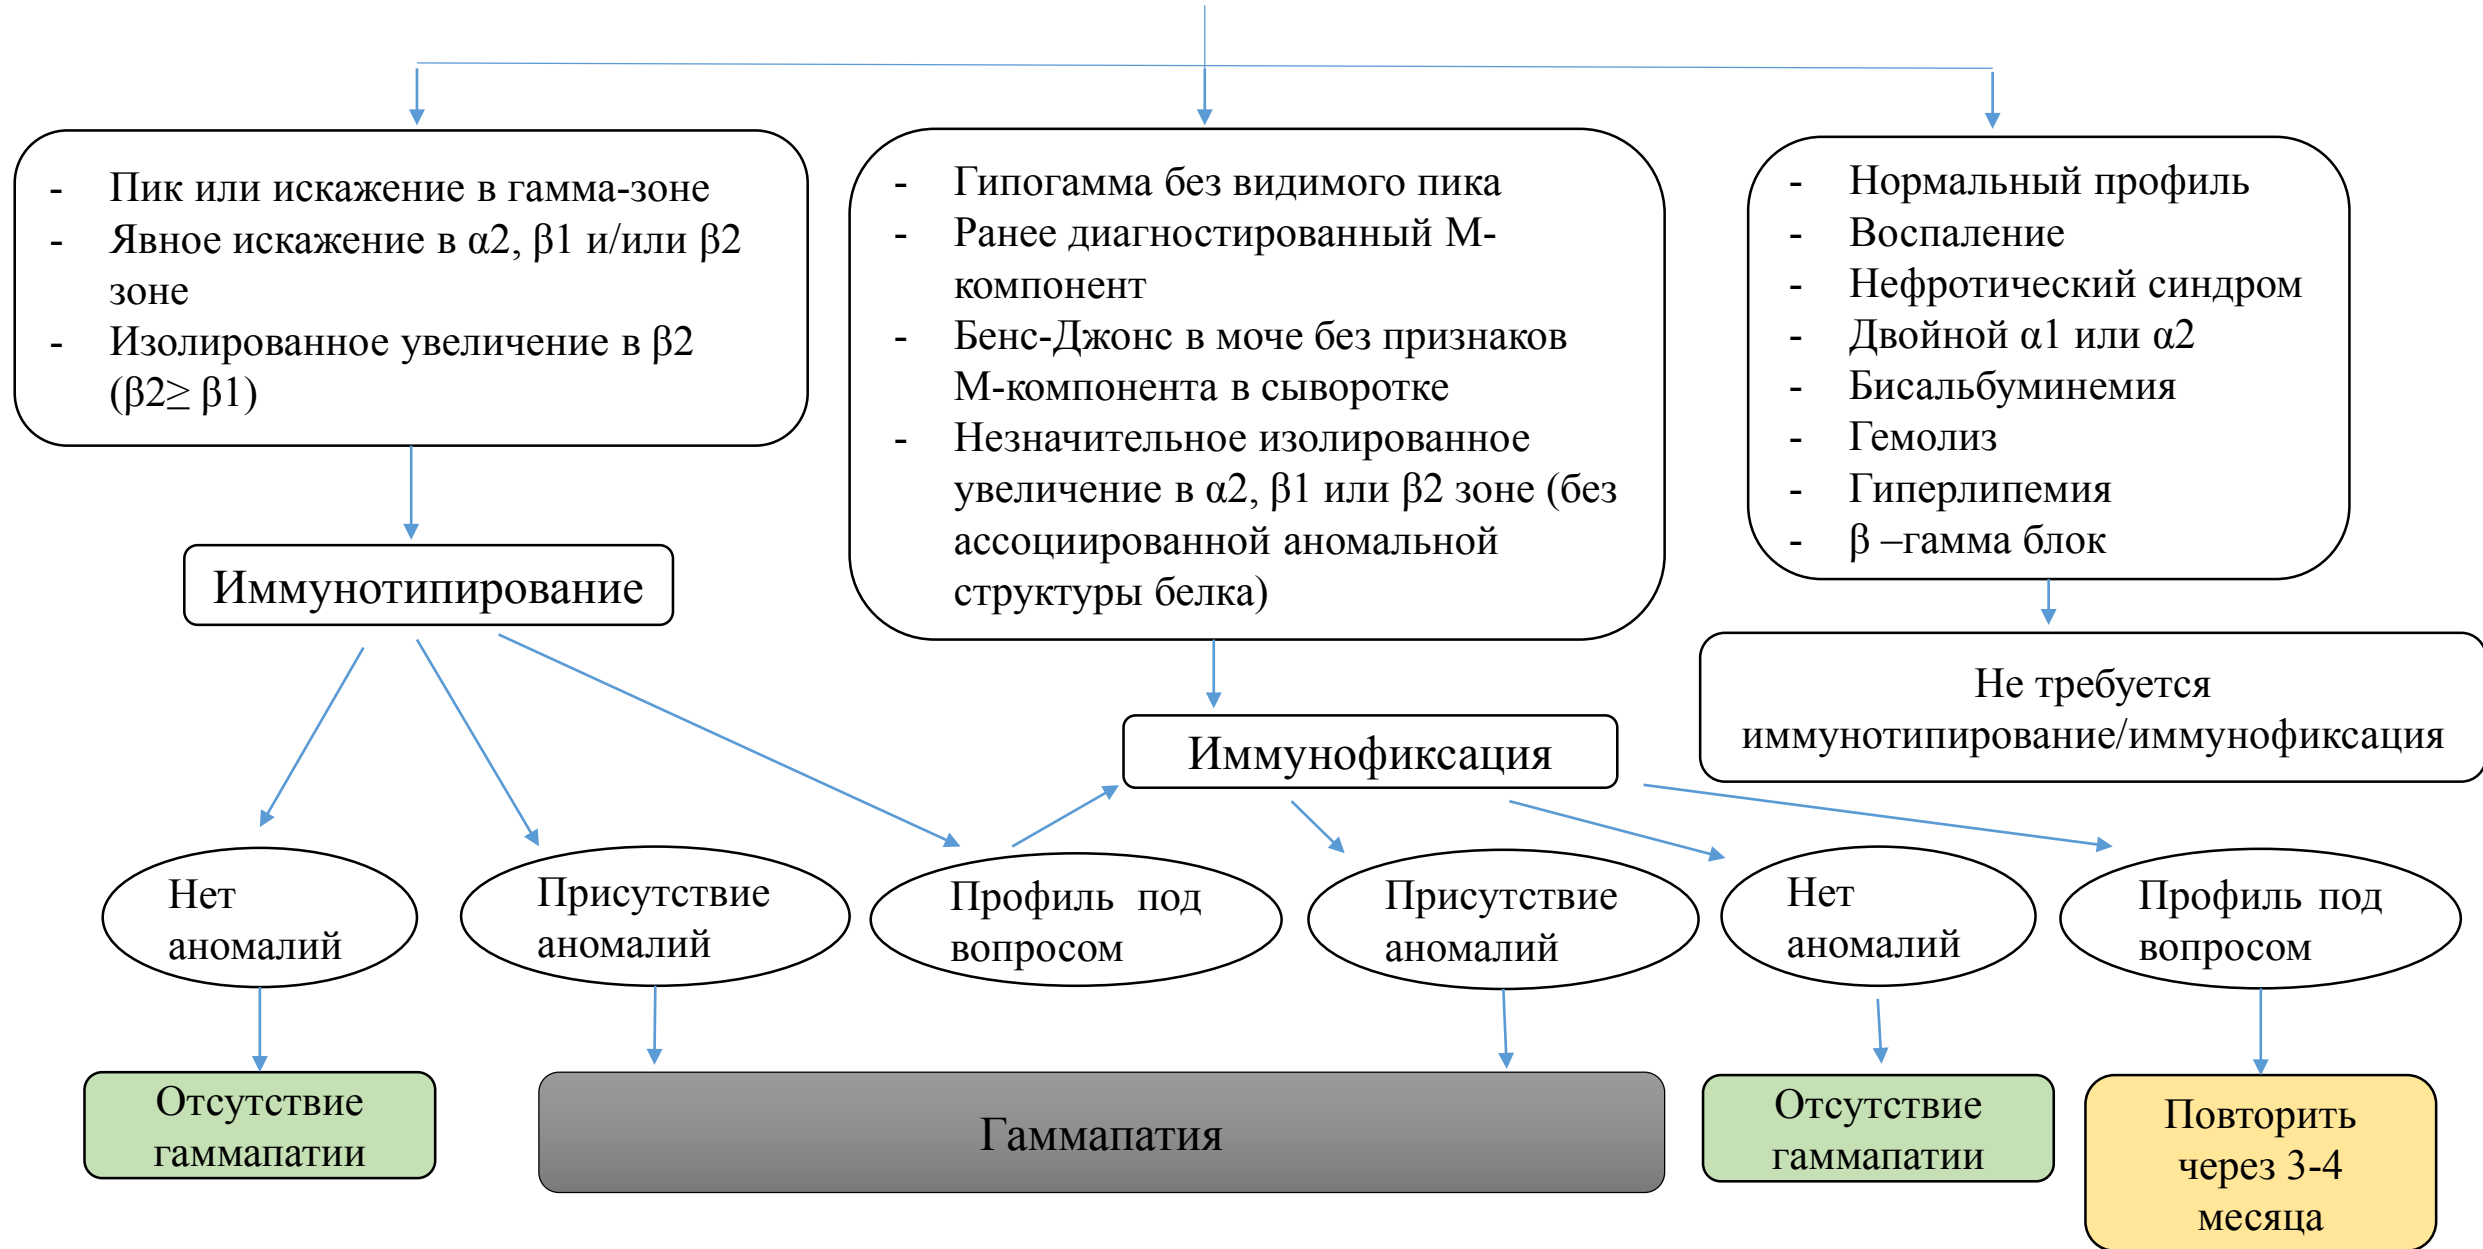 - Пик или искажение в гамма-зоне
- Явное искажение в α2, β1 и/или β2
зоне
- Изолированное увеличение в β2
(β2≥ β1)
- Гипогамма без видимого пика
- Ранее диагностированный М-
компонент
- Бенс-Джонс в моче без признаков
М-компонента в сыворотке
- Незначительное изолированное
увеличение в α2, β1 или β2 зоне (без
ассоциированной аномальной
структуры белка)
- Нормальный профиль
- Воспаление
- Нефротический синдром
- Двойной α1 или α2
- Бисальбуминемия
- Гемолиз
- Гиперлипемия
- β –гамма блок
Иммунотипирование
Иммунофиксация
Не требуется
иммунотипирование/иммунофиксация
Нет
аномалий
Присутствие
аномалий
Профиль под
вопросом
Присутствие
аномалий
Нет
аномалий
Профиль под
вопросом
Отсутствие
гаммапатии
Гаммапатия
Отсутствие
гаммапатии
Повторить
через 3-4
месяца